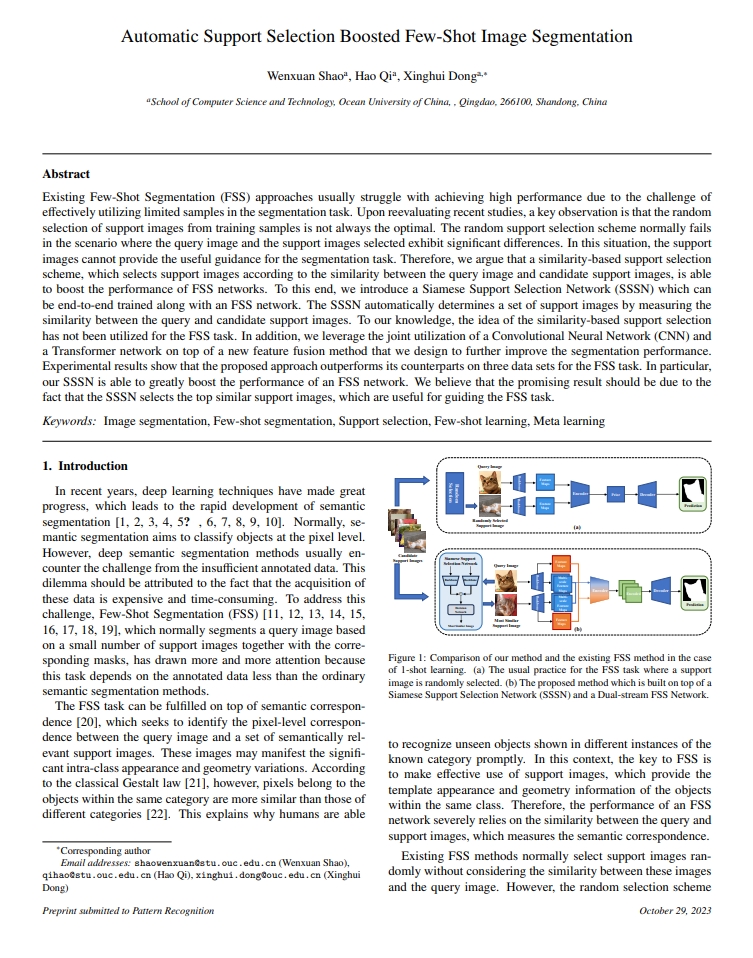 Automatic Support Selection Boosted Few-Shot Image Segmentation
Wenxuan Shaoa, Hao Qia, Xinghui Donga,∗
aSchool of Computer Science and Technology, Ocean University of China, , Qingdao, 266100, Shandong, China
Abstract
Existing Few-Shot Segmentation (FSS) approaches usually struggle with achieving high performance due to the challenge of
effectively utilizing limited samples in the segmentation task. Upon reevaluating recent studies, a key observation is that the random
selection of support images from training samples is not always the optimal. The random support selection scheme normally fails
in the scenario where the query image and the support images selected exhibit significant differences. In this situation, the support
images cannot provide the useful guidance for the segmentation task. Therefore, we argue that a similarity-based support selection
scheme, which selects support images according to the similarity between the query image and candidate support images, is able
to boost the performance of FSS networks. To this end, we introduce a Siamese Support Selection Network (SSSN) which can
be end-to-end trained along with an FSS network. The SSSN automatically determines a set of support images by measuring the
similarity between the query and candidate support images. To our knowledge, the idea of the similarity-based support selection
has not been utilized for the FSS task. In addition, we leverage the joint utilization of a Convolutional Neural Network (CNN) and
a Transformer network on top of a new feature fusion method that we design to further improve the segmentation performance.
Experimental results show that the proposed approach outperforms its counterparts on three data sets for the FSS task. In particular,
our SSSN is able to greatly boost the performance of an FSS network. We believe that the promising result should be due to the
fact that the SSSN selects the top similar support images, which are useful for guiding the FSS task.
Keywords: Image segmentation, Few-shot segmentation, Support selection, Few-shot learning, Meta learning
1. Introduction
In recent years, deep learning techniques have made great
progress, which leads to the rapid development of semantic
segmentation [1, 2, 3, 4, 5? , 6, 7, 8, 9, 10]. Normally, se-
mantic segmentation aims to classify objects at the pixel level.
However, deep semantic segmentation methods usually en-
counter the challenge from the insufficient annotated data. This
dilemma should be attributed to the fact that the acquisition of
these data is expensive and time-consuming. To address this
challenge, Few-Shot Segmentation (FSS) [11, 12, 13, 14, 15,
16, 17, 18, 19], which normally segments a query image based
on a small number of support images together with the corre-
sponding masks, has drawn more and more attention because
this task depends on the annotated data less than the ordinary
semantic segmentation methods.
The FSS task can be fulfilled on top of semantic correspon-
dence [20], which seeks to identify the pixel-level correspon-
dence between the query image and a set of semantically rel-
evant support images. These images may manifest the signifi-
cant intra-class appearance and geometry variations. According
to the classical Gestalt law [21], however, pixels belong to the
objects within the same category are more similar than those of
different categories [22]. This explains why humans are able
∗Corresponding author
Email addresses: shaowenxuan@stu.ouc.edu.cn (Wenxuan Shao),
qihao@stu.ouc.edu.cn (Hao Qi), xinghui.dong@ouc.edu.cn (Xinghui
Dong)
Query Image
Random
Selection
Encoder
Decoder
Prediction
Randomly Selected
Support Image
(a)
Candidate
Support Images
Siamese Support
Selection Network
Query Image
Decoder
Prediction
Most Similar
Support Image
(b)
Figure 1: Comparison of our method and the existing FSS method in the case
of 1-shot learning. (a) The usual practice for the FSS task where a support
image is randomly selected. (b) The proposed method which is built on top of a
Siamese Support Selection Network (SSSN) and a Dual-stream FSS Network.
to recognize unseen objects shown in different instances of the
known category promptly. In this context, the key to FSS is
to make effective use of support images, which provide the
template appearance and geometry information of the objects
within the same class. Therefore, the performance of an FSS
network severely relies on the similarity between the query and
support images, which measures the semantic correspondence.
Existing FSS methods normally select support images ran-
domly without considering the similarity between these images
and the query image. However, the random selection scheme
Preprint submitted to Pattern Recognition
October 29, 2023